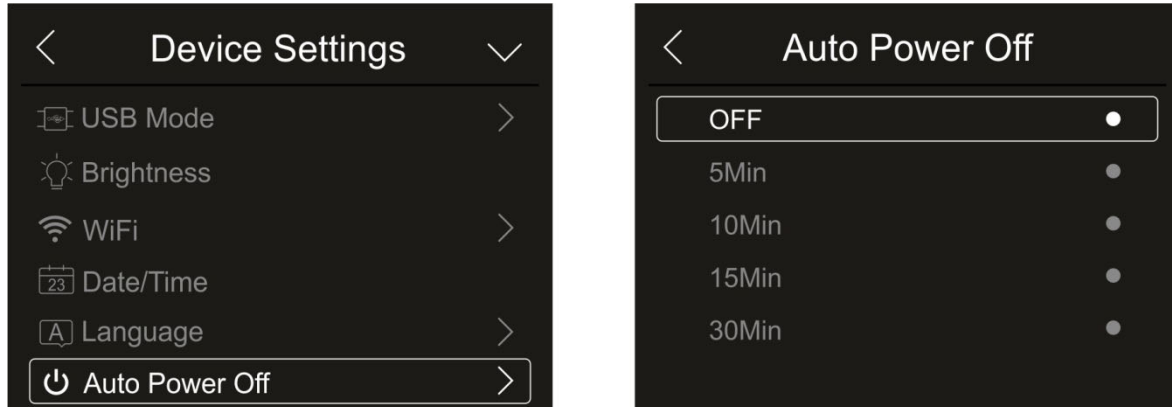 Device Settings
USB Mode
Brightness
WiFi
23 Date/Time
A Language
Auto Power Off
Auto Power Off
OFF
5Min
10Min
15Min
30Min